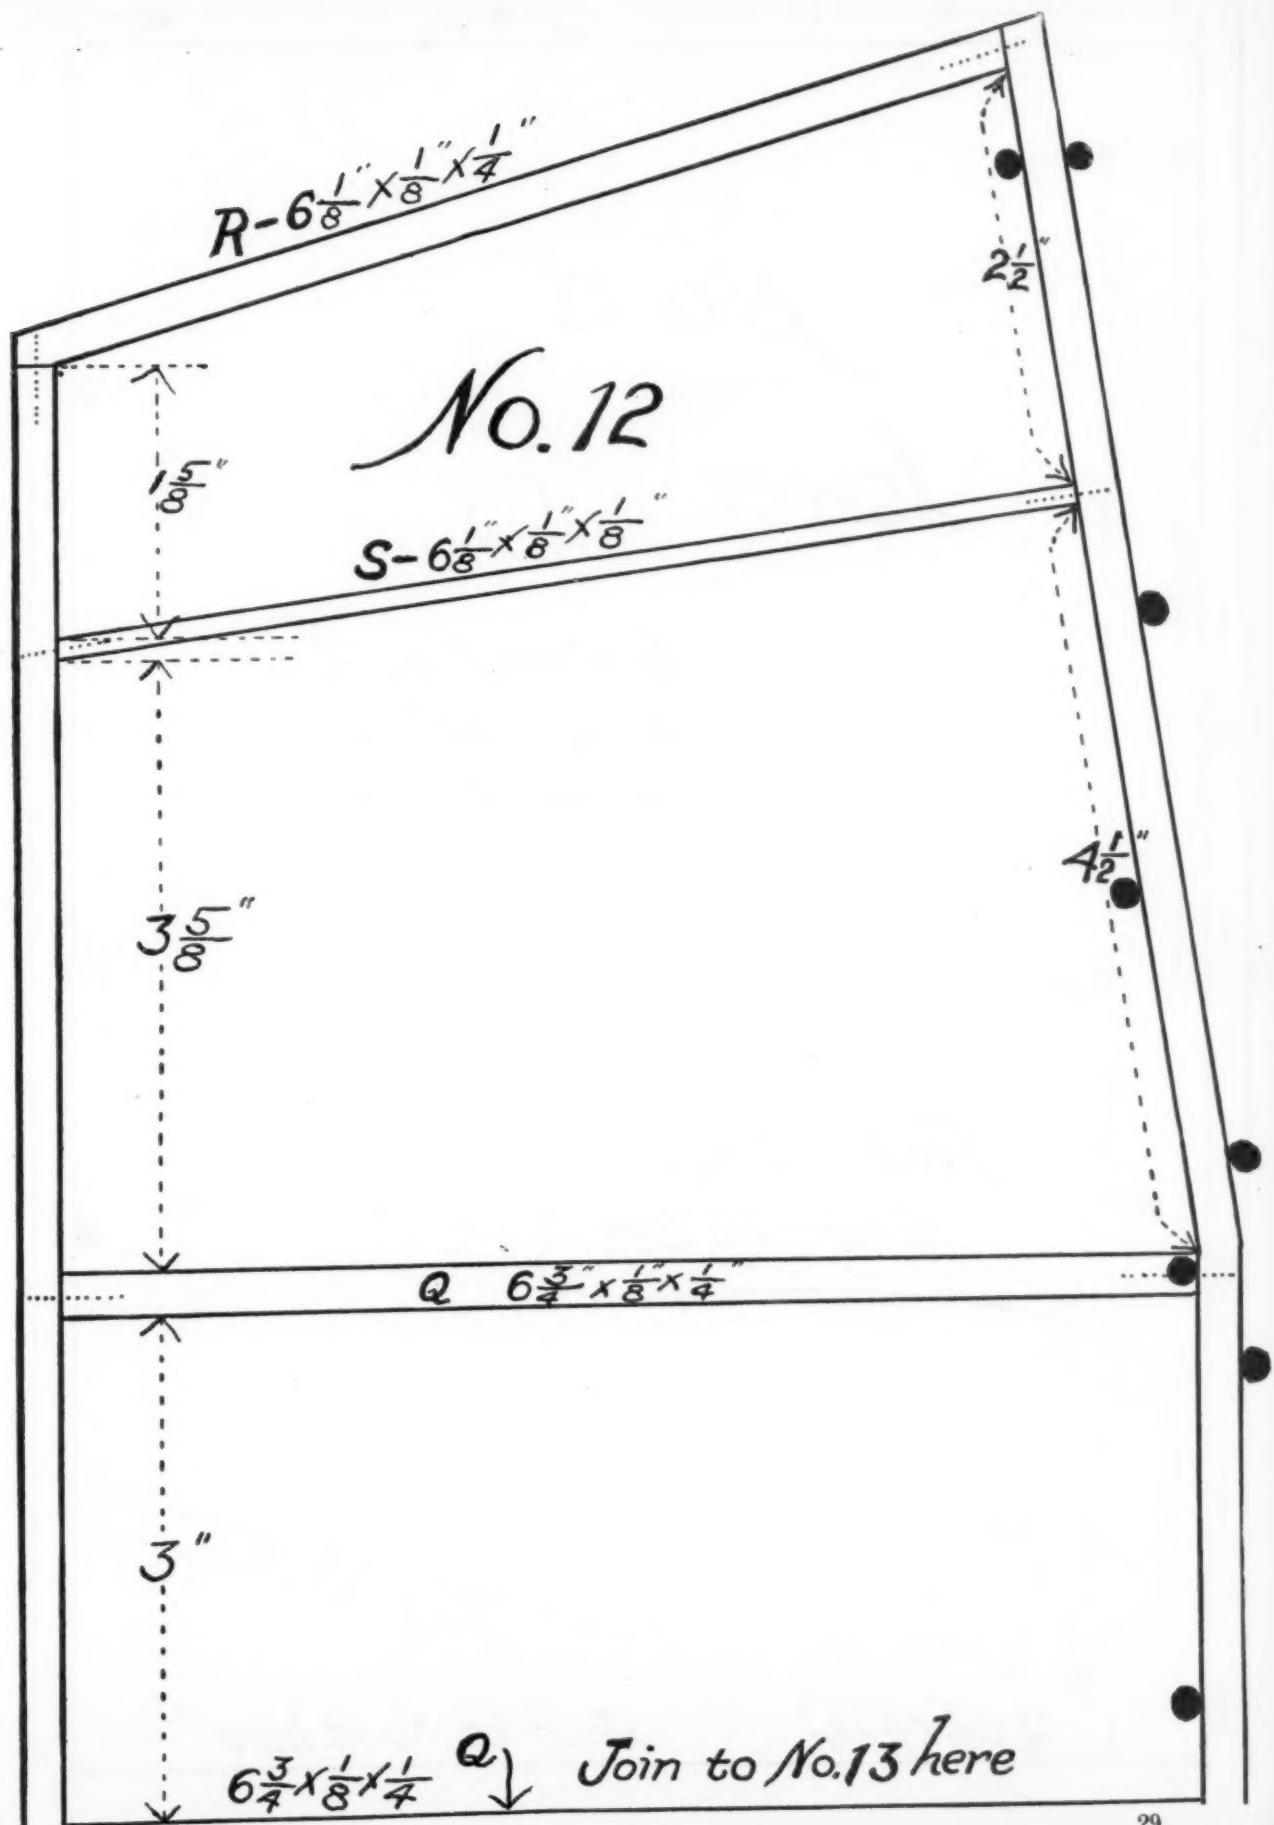 R-6 1/8" X 1/8" X 1/4"
2 1/2"
No. 12
1 5/8"
S-6 1/8" X 1/8" X 1/8"
4 1/2"
3 5/8"
Q 6 3/4" x 1/8" x 1/4"
3"
6 3/4 X 1/8 X 1/4 Q Join to No. 13 here
29